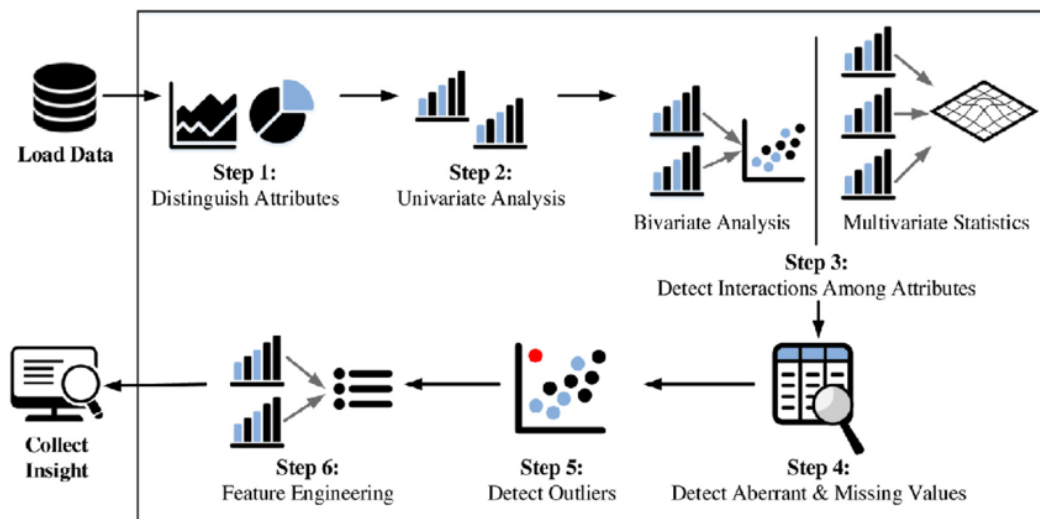 Load Data
Step 1:
Distinguish Attributes
Step 2:
Univariate Analysis
Bivariate Analysis
Multivariate Statistics
Step 3:
Detect Interactions Among Attributes
Step 4:
Detect Aberrant & Missing Values
Step 5:
Detect Outliers
Step 6:
Feature Engineering
Collect
Insight